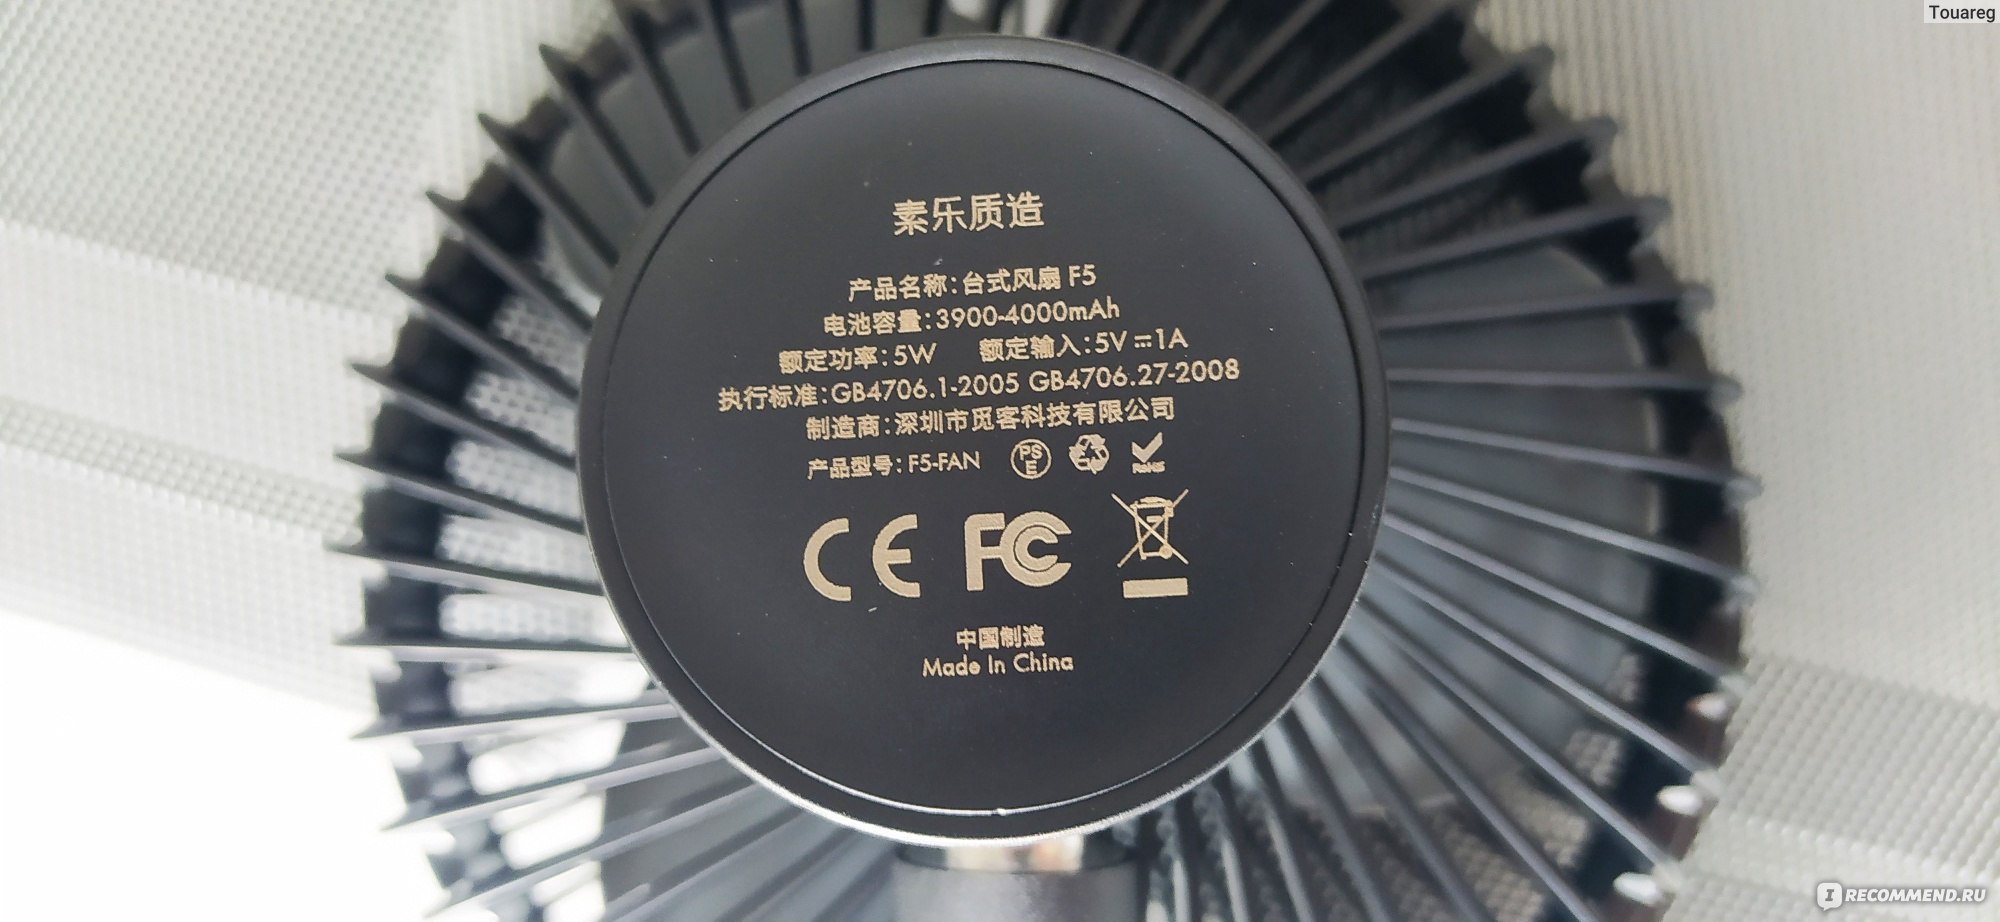 Touareg
素乐质造
产品名称:台式风扇 F5
电池容量:3900-4000mAh
额定功率:5W 额定输入:5V⎓1A
执行标准:GB4706.1-2005 GB4706.27-2008
制造商:深圳市觅客科技有限公司
产品型号:F5-FAN PSE RoHS
CE FC
中国制造
Made In China
I RECOMMEND.RU